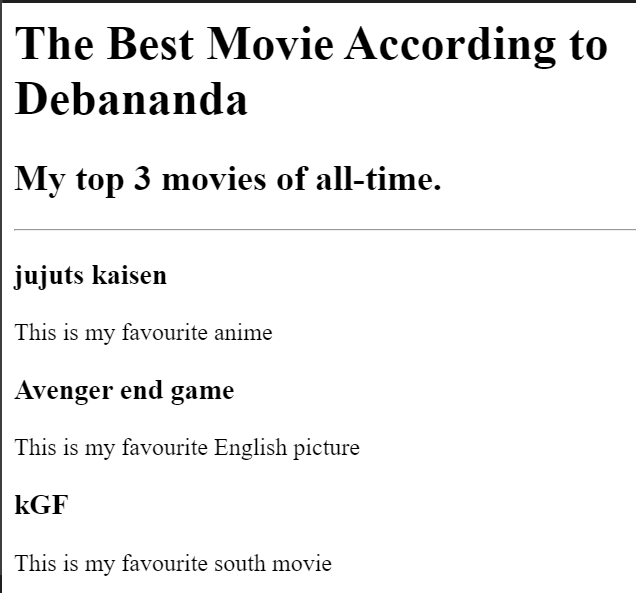 The Best Movie According to
Debananda
My top 3 movies of all-time.
jujuts kaisen
This is my favourite anime
Avenger end game
This is my favourite English picture
kGF
This is my favourite south movie